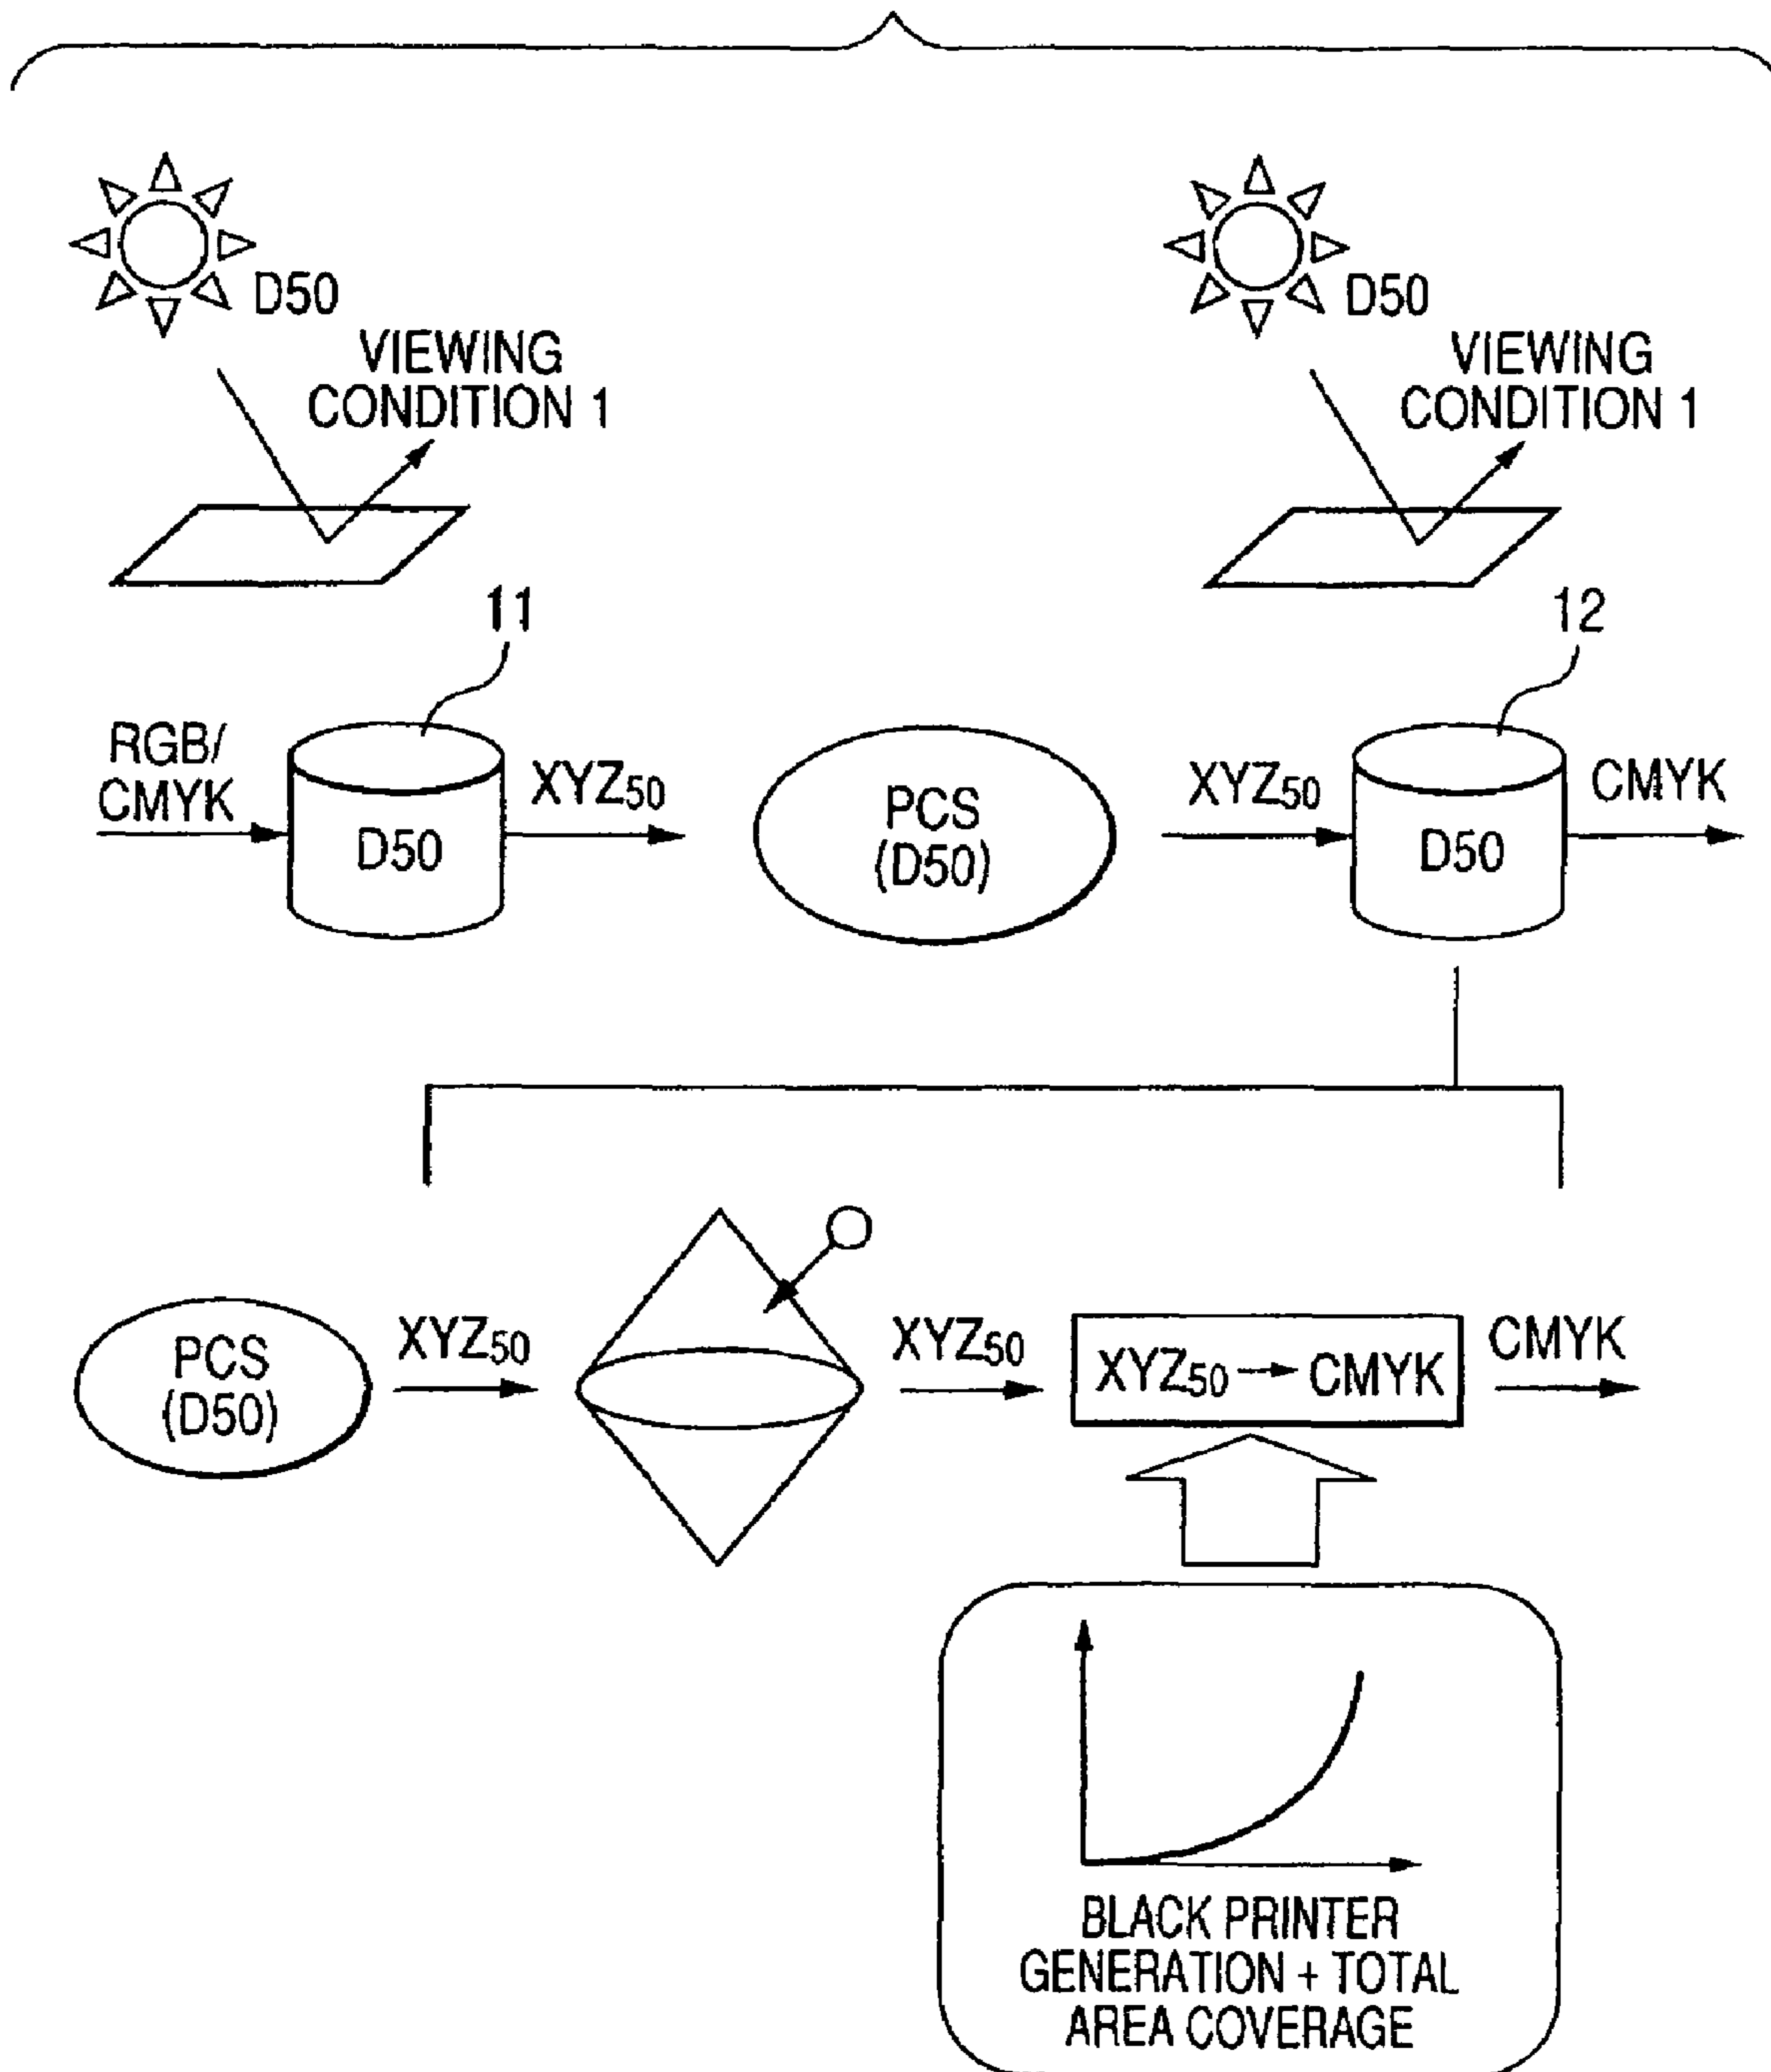 D50
VIEWING
CONDITION 1
D50
VIEWING
CONDITION 1
11
12
RGB/
CMYK
D50
XYZ50
PCS
(D50)
XYZ50
D50
CMYK
PCS
(D50)
XYZ50
XYZ50
XYZ50 → CMYK
CMYK
BLACK PRINTER
GENERATION + TOTAL
AREA COVERAGE